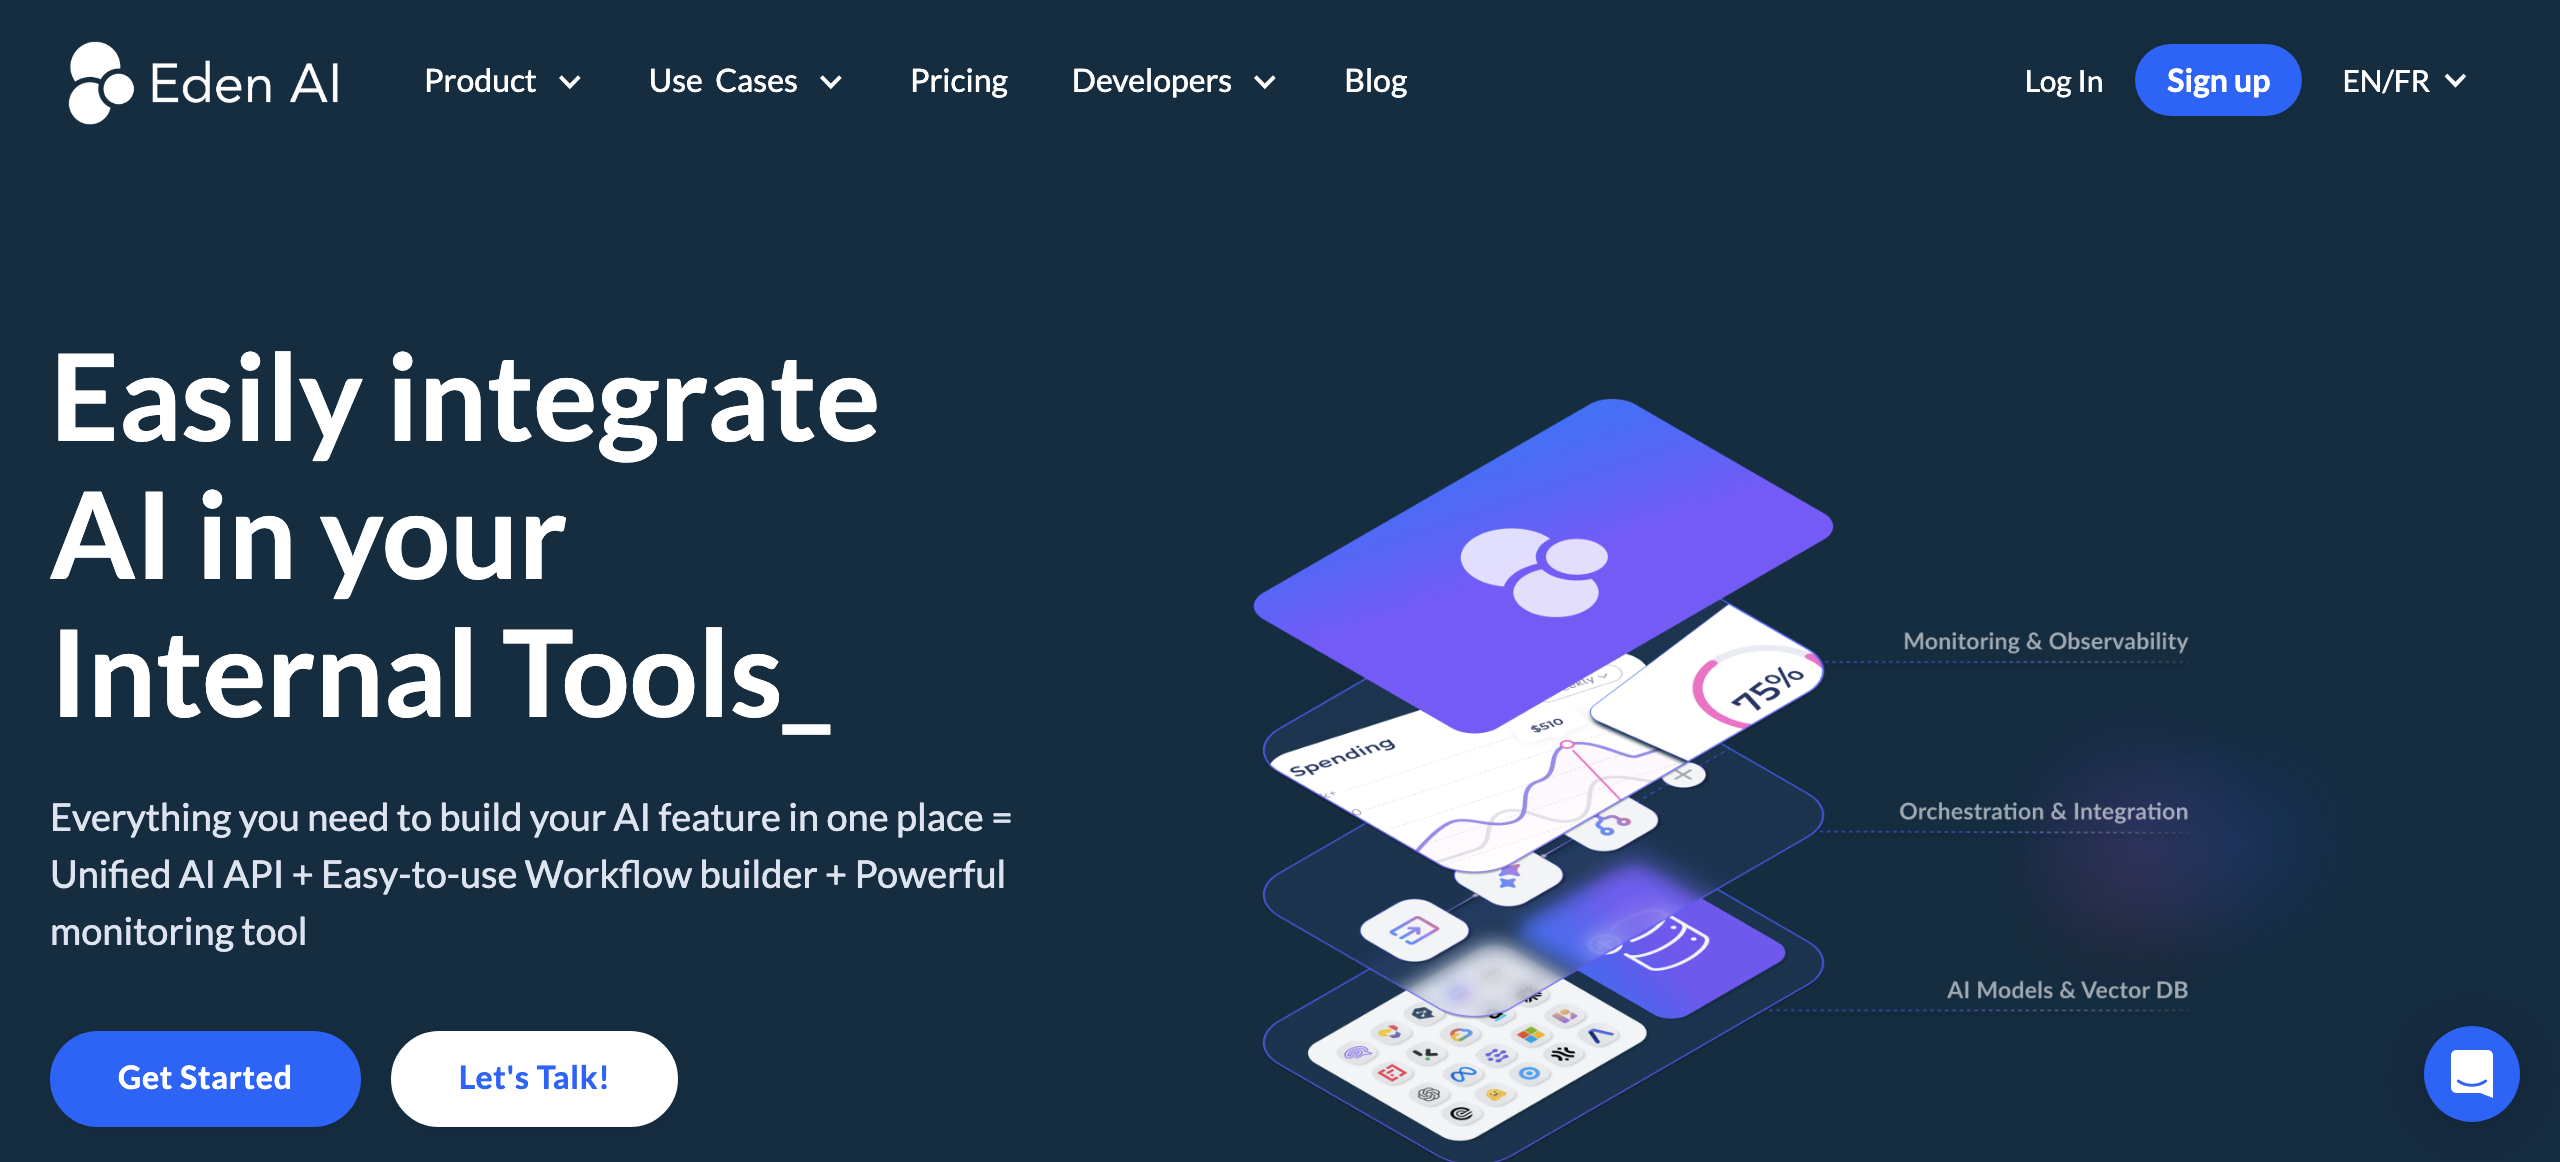 Eden AI
Product
Use Cases
Pricing
Developers
Blog
Log In
Sign up
EN/FR
Easily integrate
AI in your
Internal Tools_
Everything you need to build your AI feature in one place =
Unified AI API + Easy-to-use Workflow builder + Powerful
monitoring tool
Get Started
Let's Talk!
75%
$510
Spending
Monitoring & Observability
Orchestration & Integration
AI Models & Vector DB